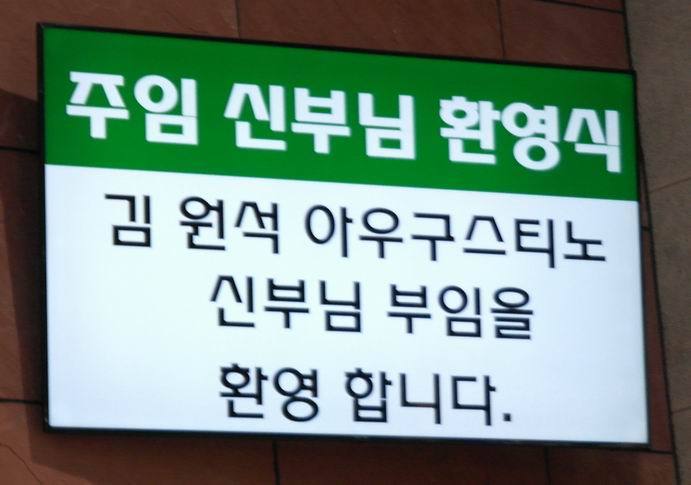 주임 신부님 환영식
김 원석 아우구스티노
신부님 부임을
환영 합니다.